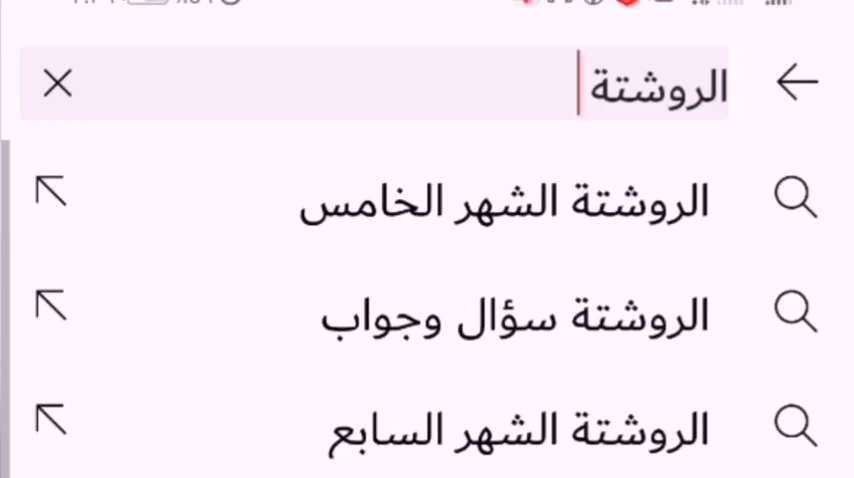 الروشتة
الروشتة الشهر الخامس
الروشتة سؤال وجواب
الروشتة الشهر السابع